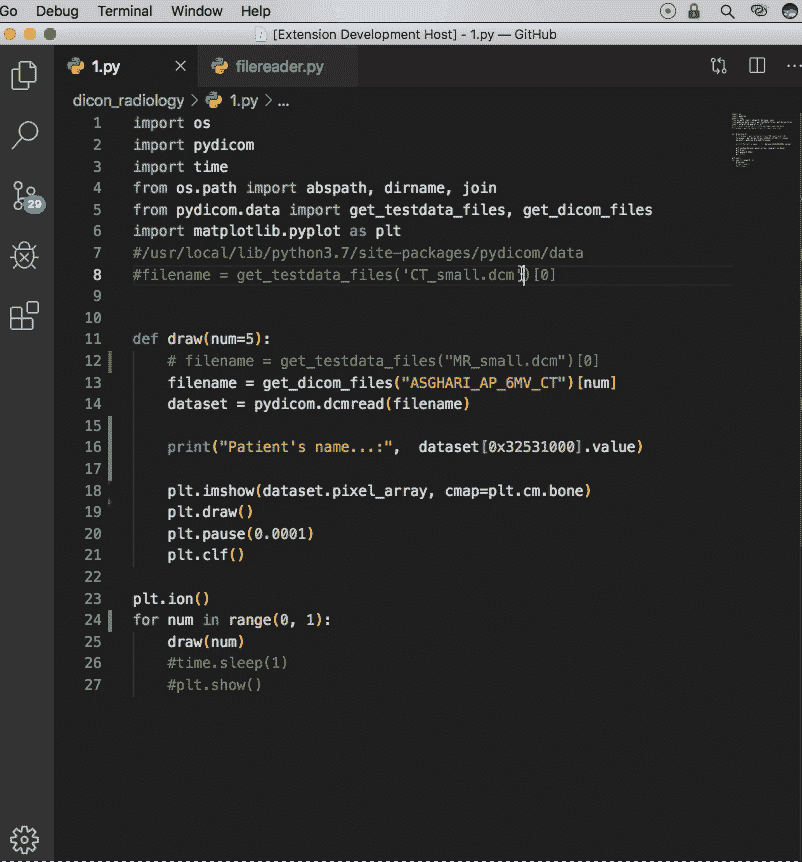 Go Debug Terminal Window Help
[Extension Development Host] - 1.py — GitHub
1.py filereader.py
dicon_radiology > 1.py > ...
1 import os
2 import pydicom
3 import time
4 from os.path import abspath, dirname, join
5 from pydicom.data import get_testdata_files, get_dicom_files
6 import matplotlib.pyplot as plt
7 #/usr/local/lib/python3.7/site-packages/pydicom/data
8 #filename = get_testdata_files('CT_small.dcm')[0]
9
10
11 def draw(num=5):
12 # filename = get_testdata_files("MR_small.dcm")[0]
13 filename = get_dicom_files("ASGHARI_AP_6MV_CT")[num]
14 dataset = pydicom.dcmread(filename)
15
16 print("Patient's name...:", dataset[0x32531000].value)
17
18 plt.imshow(dataset.pixel_array, cmap=plt.cm.bone)
19 plt.draw()
20 plt.pause(0.0001)
21 plt.clf()
22
23 plt.ion()
24 for num in range(0, 1):
25 draw(num)
26 #time.sleep(1)
27 #plt.show()
29